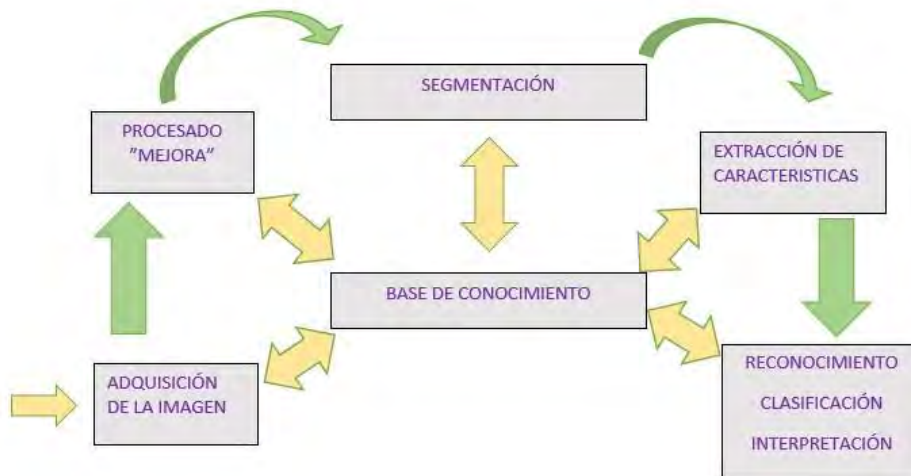 SEGMENTACIÓN
PROCESADO
"MEJORA"
EXTRACCIÓN DE
CARACTERISTICAS
BASE DE CONOCIMIENTO
ADQUISICIÓN
DE LA IMAGEN
RECONOCIMIENTO
CLASIFICACIÓN
INTERPRETACIÓN